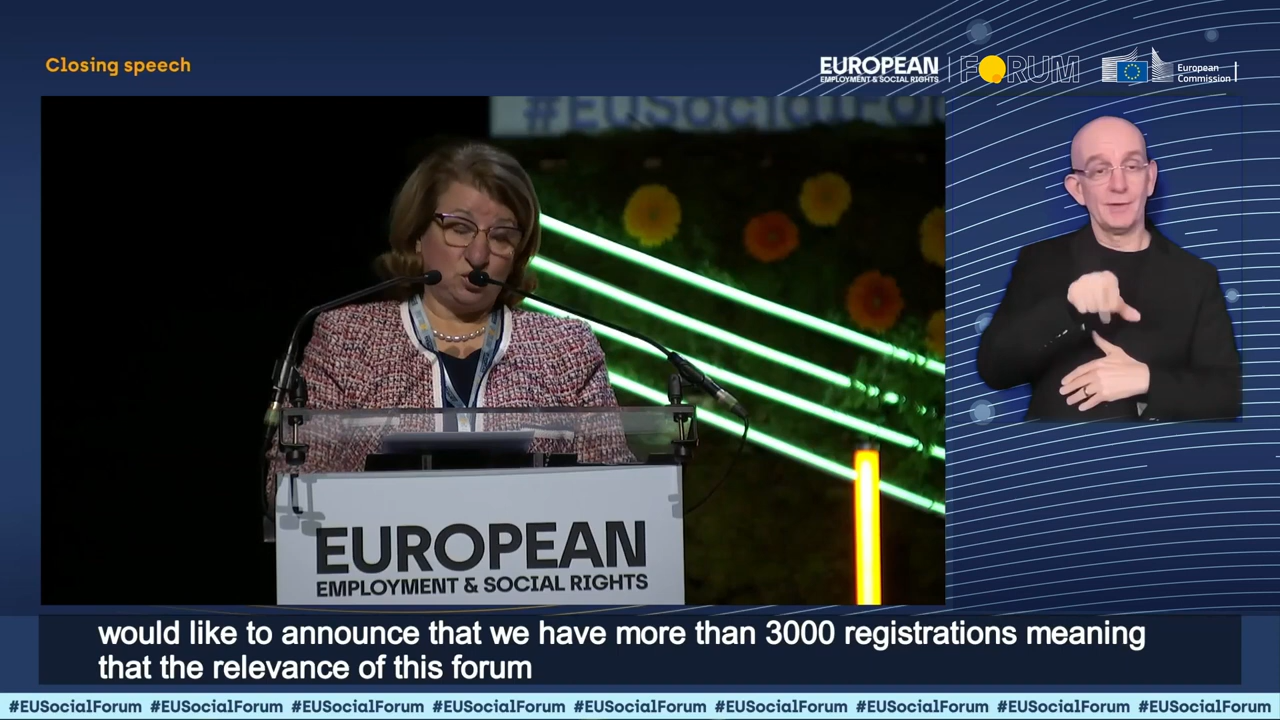 Closing speech
EUROPEAN
EMPLOYMENT & SOCIAL RIGHTS
FORUM
European
Commission
#EUSocialForu
EUROPEAN
EMPLOYMENT & SOCIAL RIGHTS
would like to announce that we have more than 3000 registrations meaning
that the relevance of this forum
#EUSocialForum #EUSocialForum #EUSocialForum #EUSocialForum #EUSocialForum #EUSocialForum #EUSocialForum #EUSocialForum #EUSocialForum